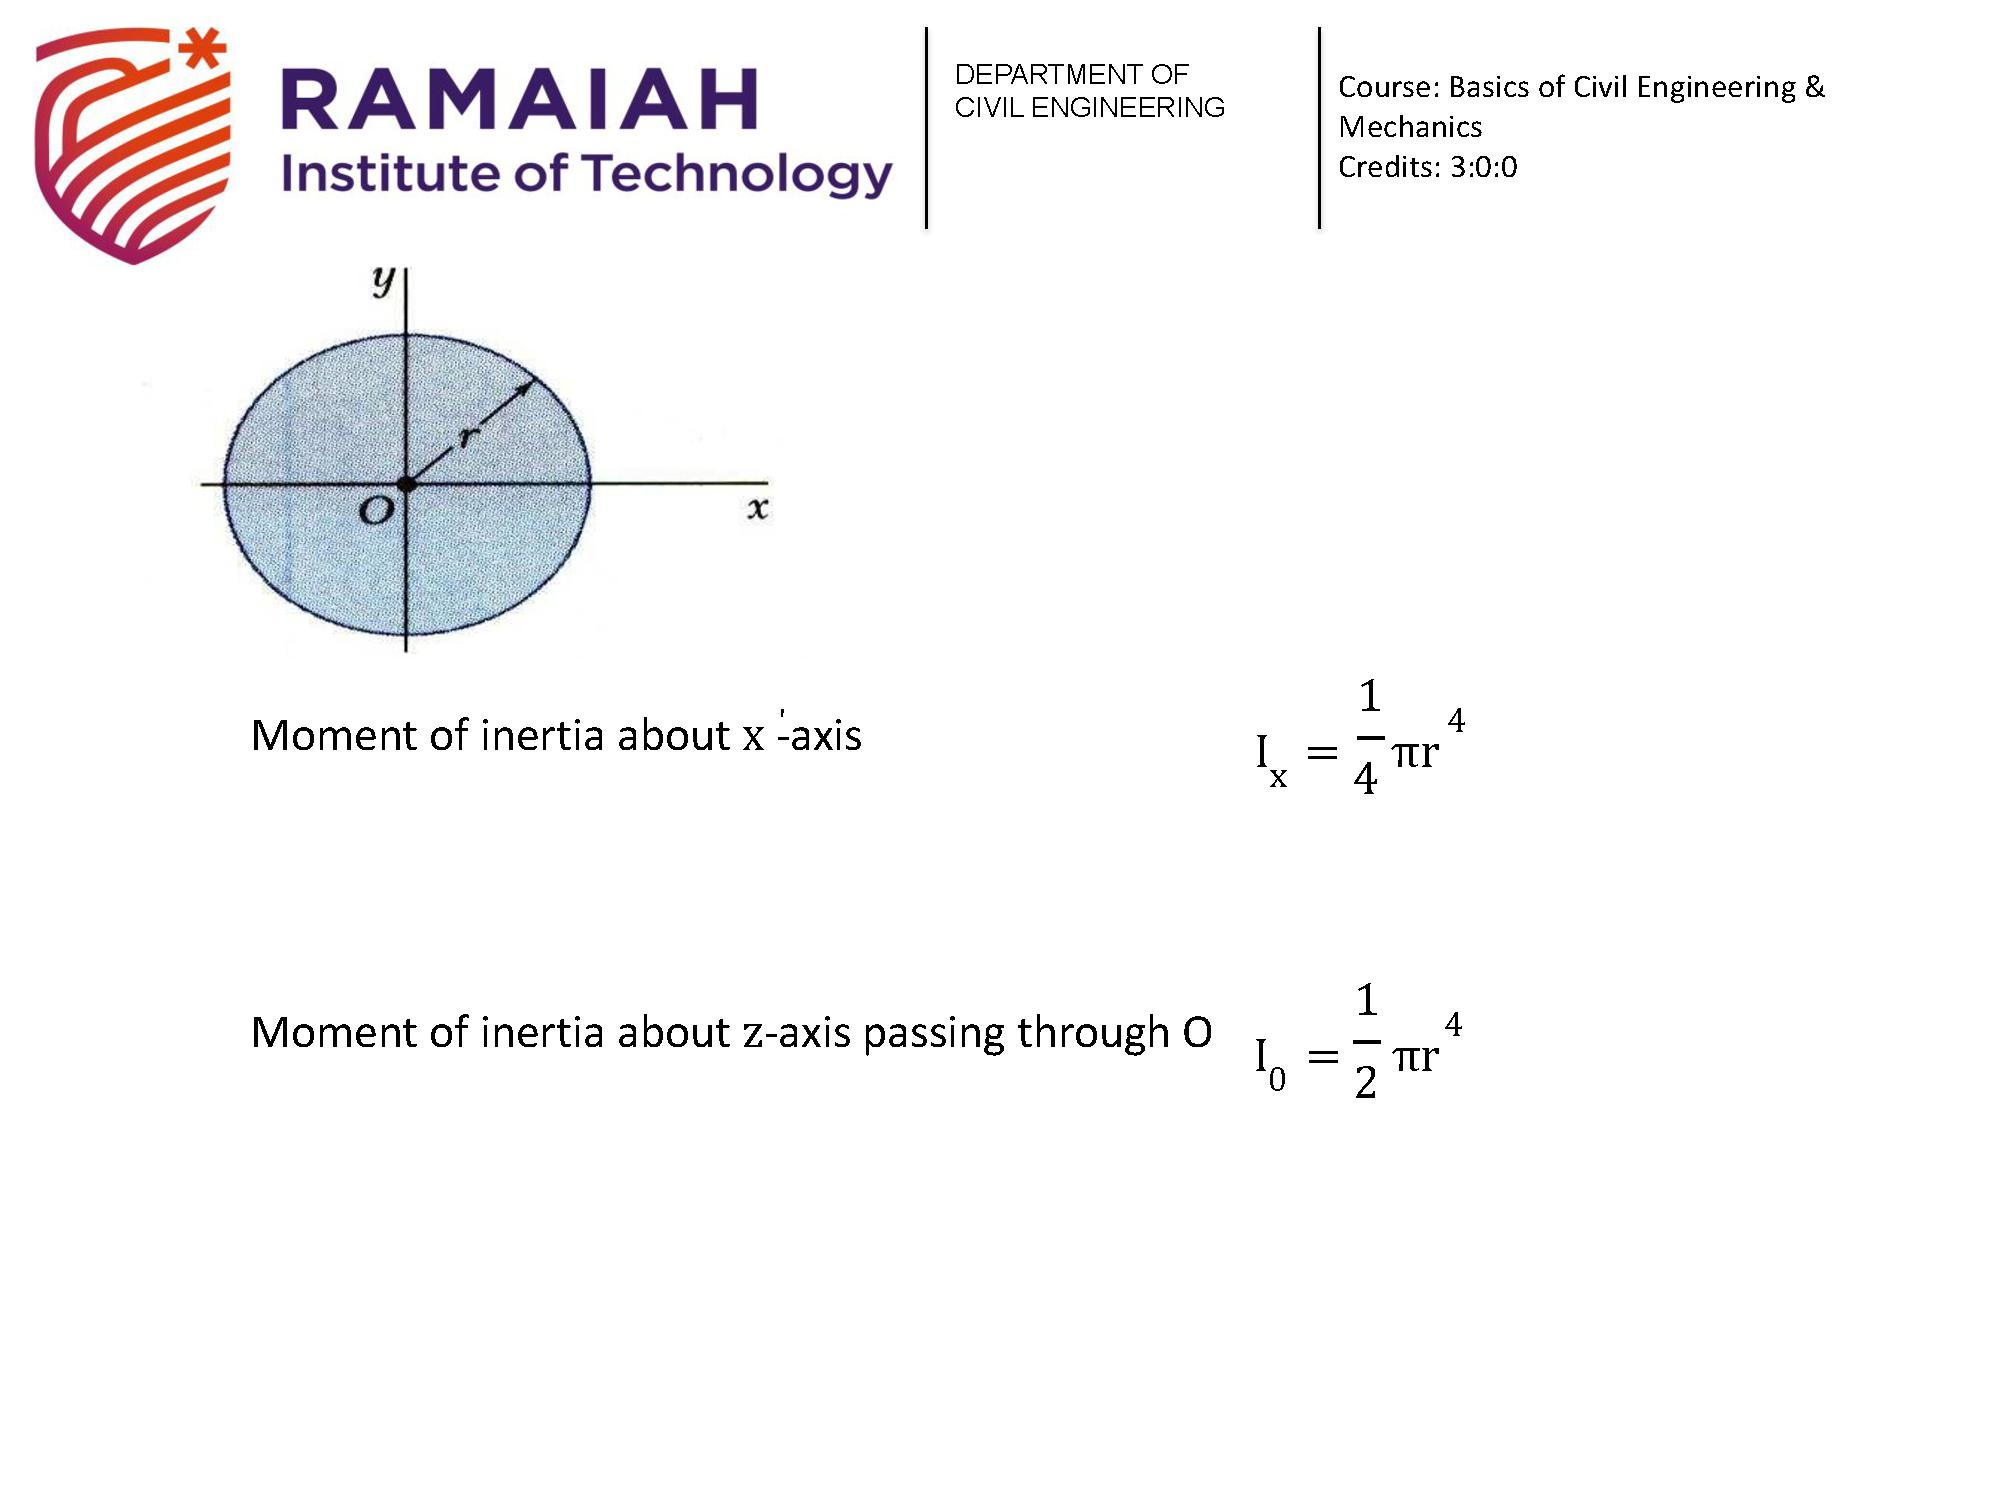 RAMAIAH
Institute of Technology
DEPARTMENT OF
CIVIL ENGINEERING
Course: Basics of Civil Engineering &
Mechanics
Credits: 3:0:0
y
r
O
x
Moment of inertia about x '-axis
I_x = 1/4 πr^4
Moment of inertia about z-axis passing through O
I_0 = 1/2 πr^4